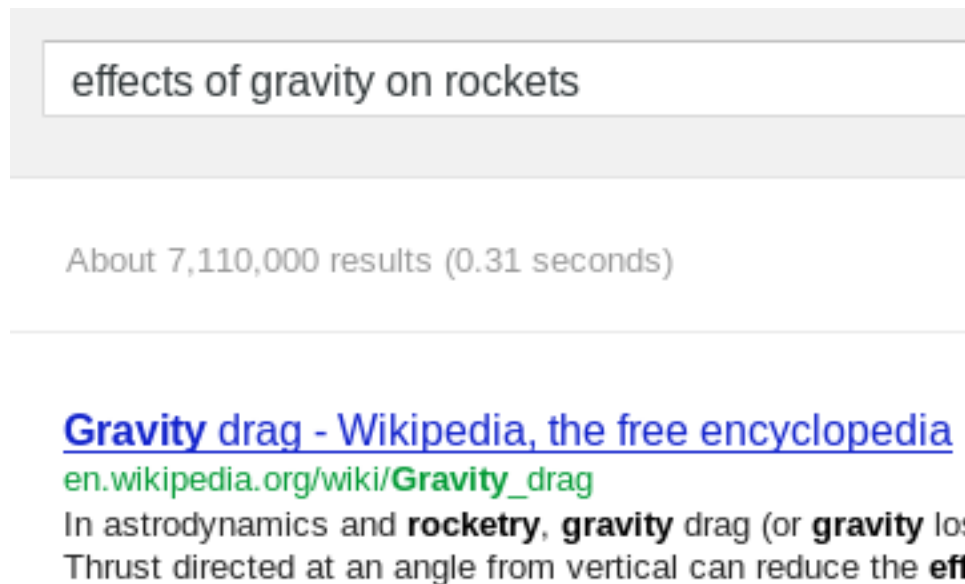 effects of gravity on rockets
About 7,110,000 results (0.31 seconds)
Gravity drag - Wikipedia, the free encyclopedia
en.wikipedia.org/wiki/Gravity_drag
In astrodynamics and rocketry, gravity drag (or gravity
Thrust directed at an angle from vertical can reduce the